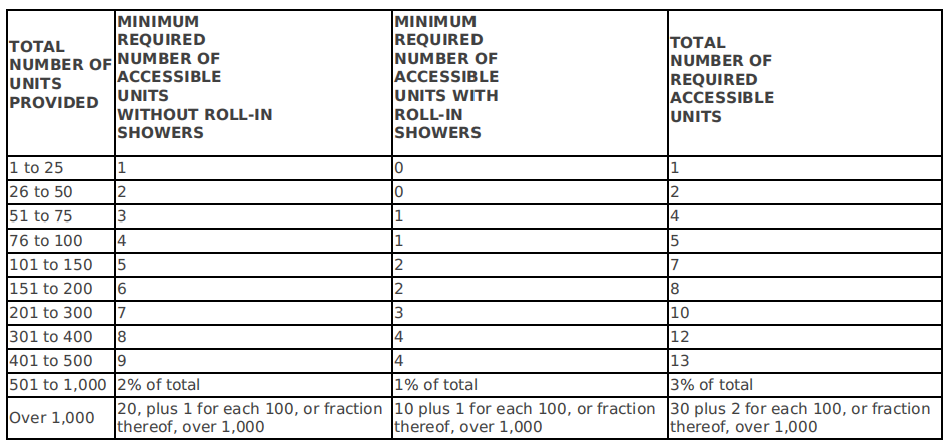 TOTAL
NUMBER OF
UNITS
PROVIDED
MINIMUM
REQUIRED
NUMBER OF
ACCESSIBLE
UNITS
WITHOUT ROLL-IN
SHOWERS
MINIMUM
REQUIRED
NUMBER OF
ACCESSIBLE
UNITS WITH
ROLL-IN
SHOWERS
TOTAL
NUMBER OF
REQUIRED
ACCESSIBLE
UNITS
1 to 25 1 0 1
26 to 50 2 0 2
51 to 75 3 1 4
76 to 100 4 1 5
101 to 150 5 2 7
151 to 200 6 2 8
201 to 300 7 3 10
301 to 400 8 4 12
401 to 500 9 4 13
501 to 1,000 2% of total 1% of total 3% of total
Over 1,000
20, plus 1 for each 100, or fraction
thereof, over 1,000
10 plus 1 for each 100, or fraction
thereof, over 1,000
30 plus 2 for each 100, or fraction
thereof, over 1,000